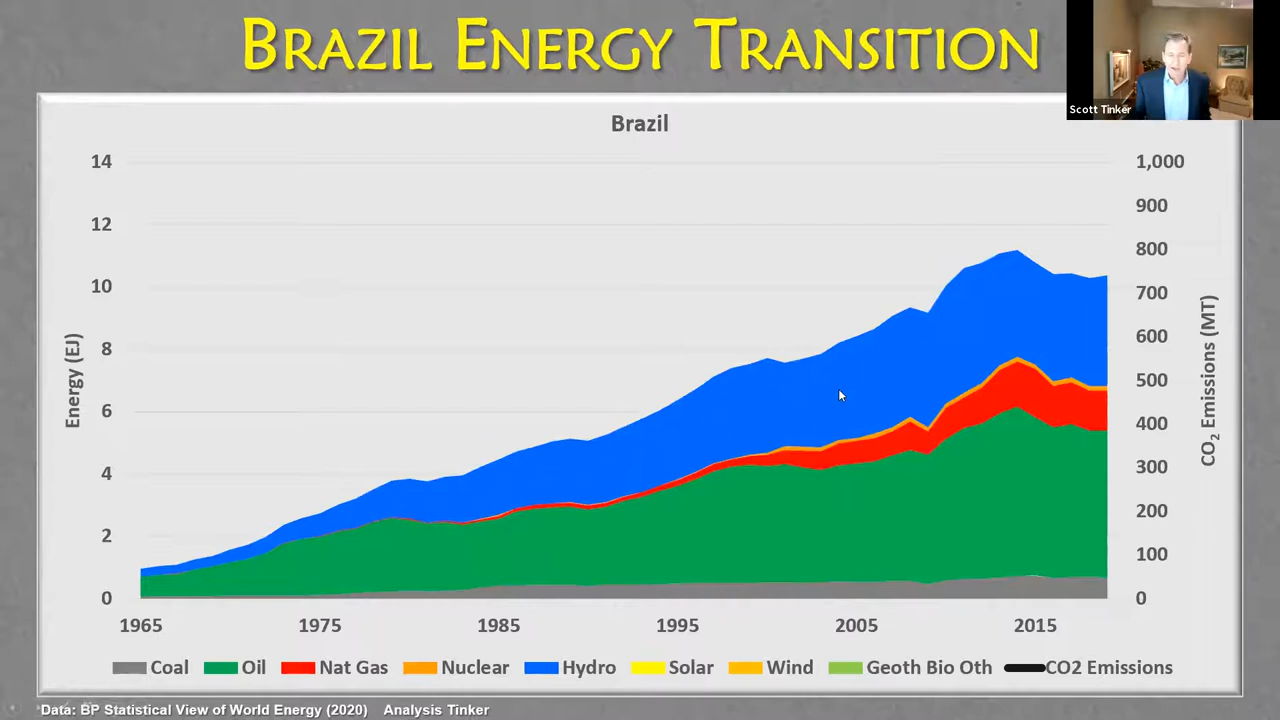 BRAZIL ENERGY TRANSITION
Scott Tinker
Brazil
14
12
10
8
6
4
2
0
Energy (EJ)
1,000
900
800
700
600
500
400
300
200
100
0
CO2 Emissions (MT)
1965 1975 1985 1995 2005 2015
Coal Oil Nat Gas Nuclear Hydro Solar Wind Geoth Bio Oth CO2 Emissions
Data: BP Statistical View of World Energy (2020) Analysis Tinker